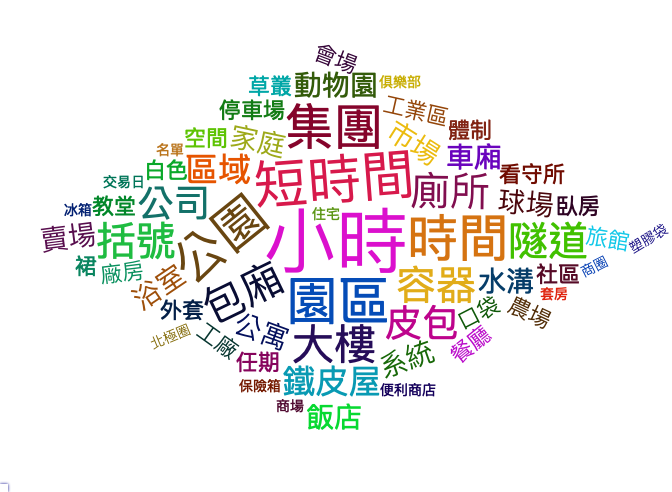 會場
草叢
動物園
俱樂部
停車場
集團
工業區
空間
家庭
市場
體制
名單
白色
區域
短時間
車廂
看守所
交易日
冰箱
教堂
公司
公園
住宅
廁所
球場
臥房
賣場
括號
小時
時間
隧道
旅館
塑膠袋
裙
廠房
浴室
包廂
園區
容器
水溝
社區
商圈
套房
外套
公寓
大樓
皮包
口袋
農場
北極圈
工廠
任期
系統
餐廳
保險箱
鐵皮屋
便利商店
商場
飯店